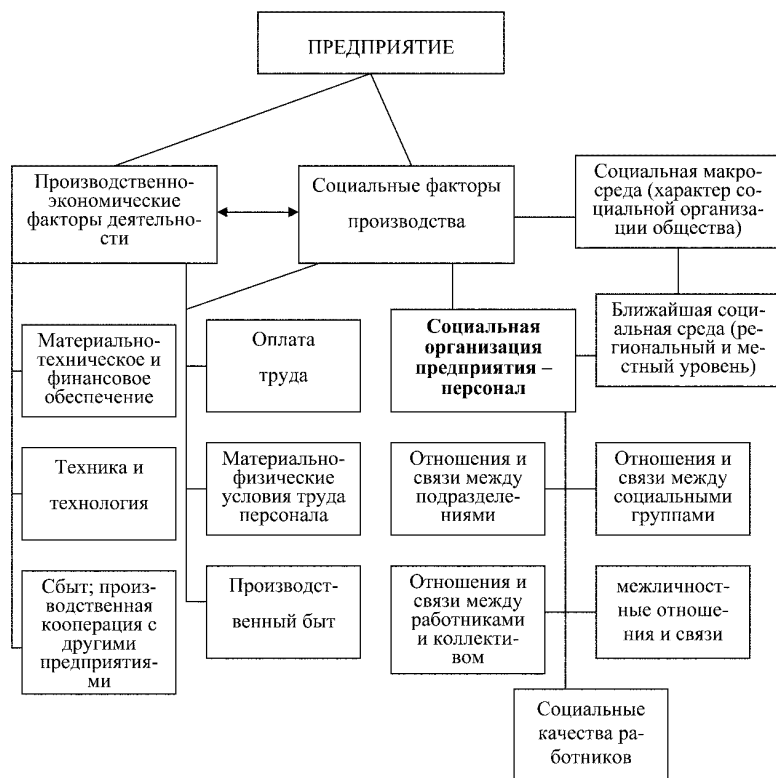 ПРЕДПРИЯТИЕ
Производственно-
экономические
факторы деятельно-
сти
Социальные факторы
производства
Социальная макро-
среда (характер со-
циальной организа-
ции общества)
Материально-
техническое и
финансовое
обеспечение
Оплата
труда
Социальная
организация
предприятия –
персонал
Ближайшая соци-
альная среда (ре-
гиональный и ме-
стный уровень)
Техника и
технология
Материально-
физические
условия труда
персонала
Отношения и
связи между
подразделе-
ниями
Отношения и
связи между
социальными
группами
Сбыт; произ-
водственная
кооперация с
другими
предприятия-
ми
Производст-
венный быт
Отношения и
связи между
работниками
и коллекти-
вом
межличност-
ные отноше-
ния и связи
Социальные
качества ра-
ботников